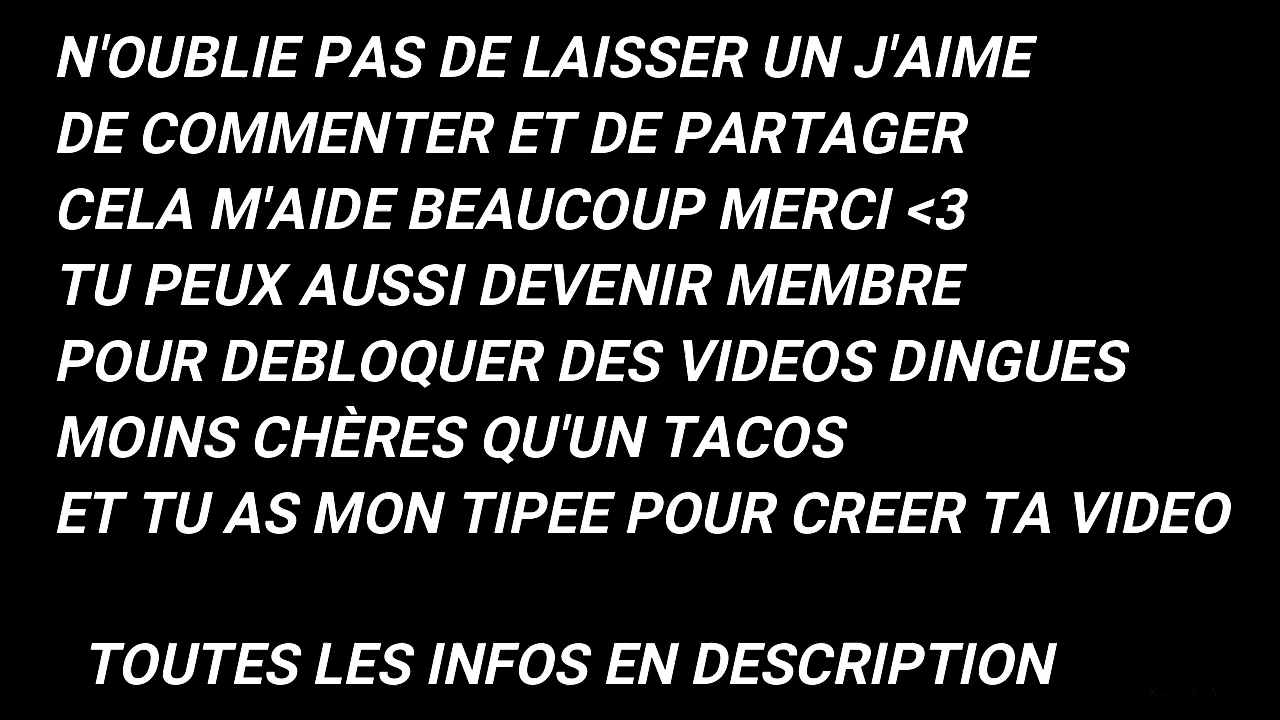 N'OUBLIE PAS DE LAISSER UN J'AIME
DE COMMENTER ET DE PARTAGER
CELA M'AIDE BEAUCOUP MERCI <3
TU PEUX AUSSI DEVENIR MEMBRE
POUR DEBLOQUER DES VIDEOS DINGUES
MOINS CHÈRES QU'UN TACOS
ET TU AS MON TIPEE POUR CREER TA VIDEO
TOUTES LES INFOS EN DESCRIPTION